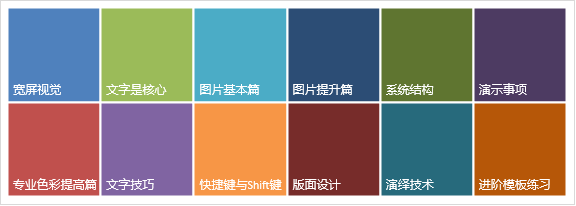 宽屏视觉
文字是核心
图片基本篇
图片提升篇
系统结构
演示事项
专业色彩提高篇
文字技巧
快捷键与Shift键
版面设计
演绎技术
进阶模板练习